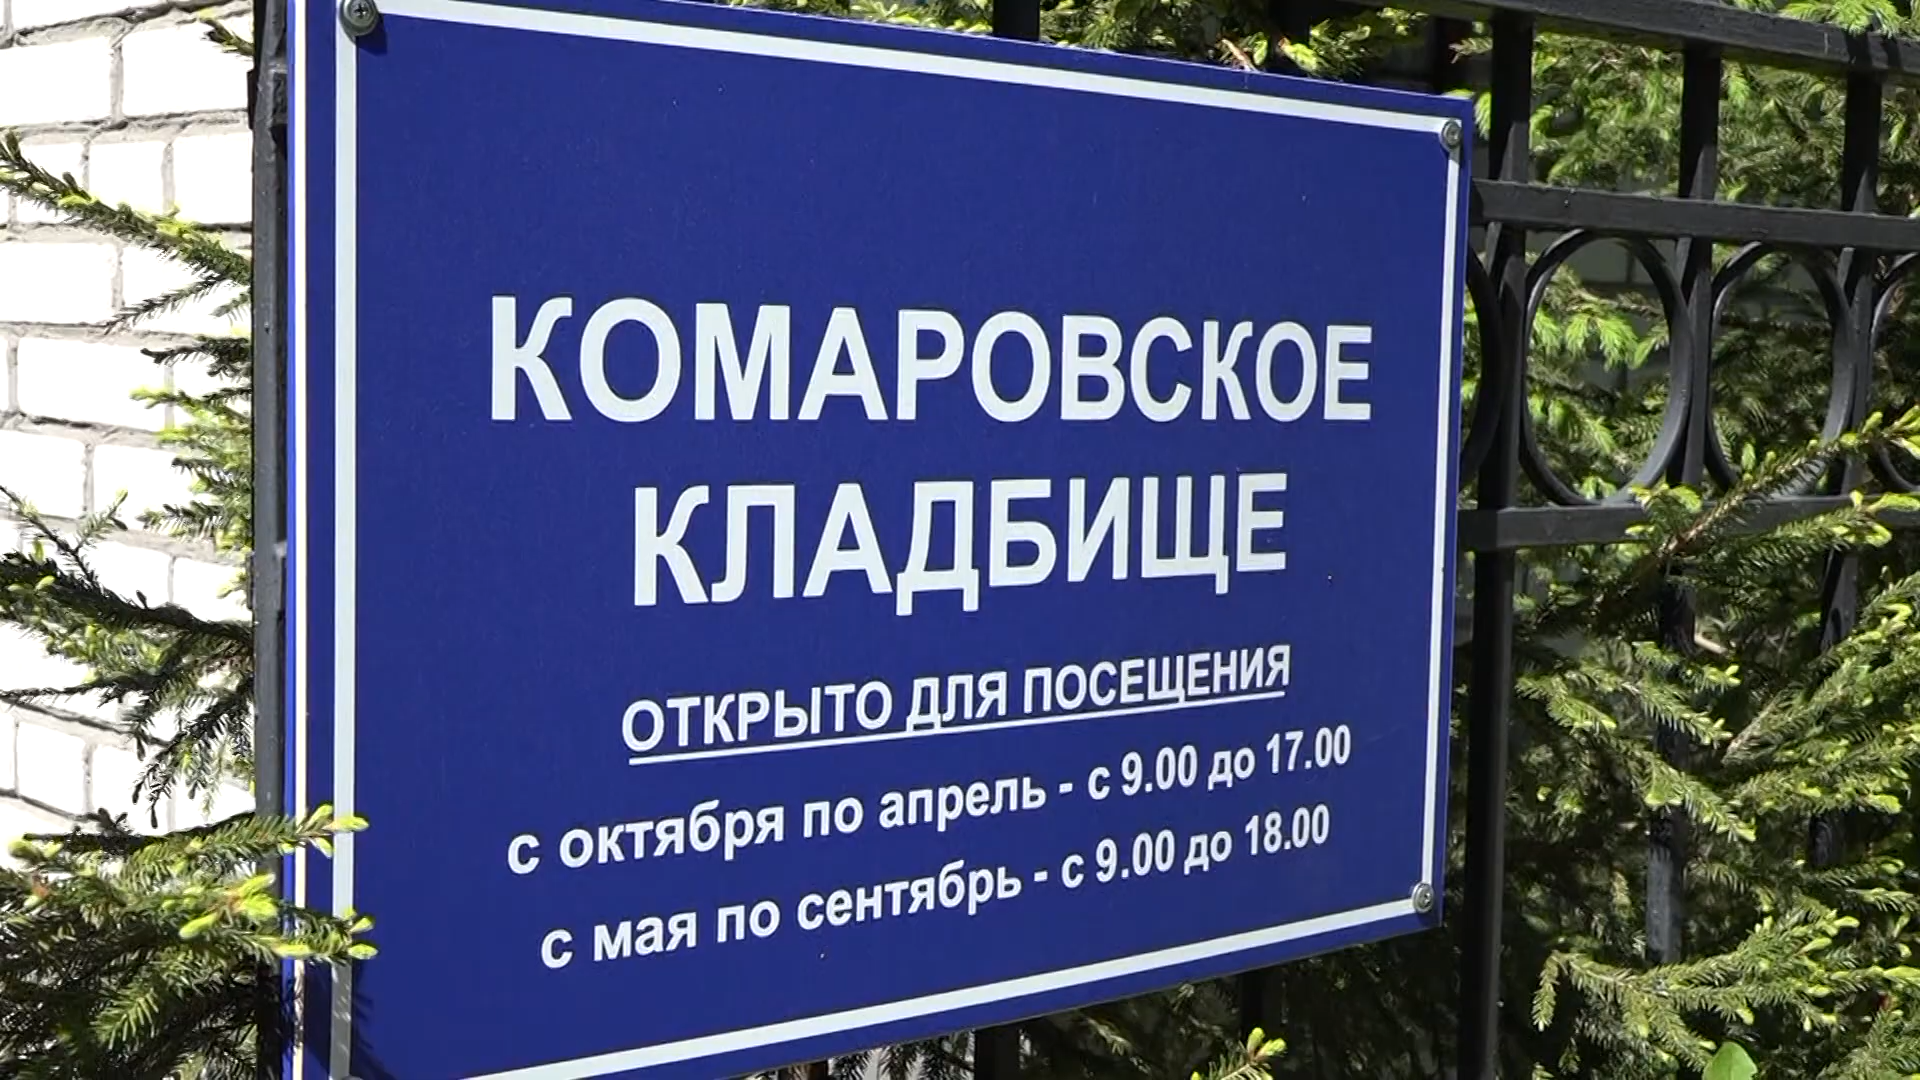 КОМАРОВСКОЕ
КЛАДБИЩЕ
ОТКРЫТО ДЛЯ ПОСЕЩЕНИЯ
с октября по апрель - с 9.00 до 17.00
с мая по сентябрь - с 9.00 до 18.00